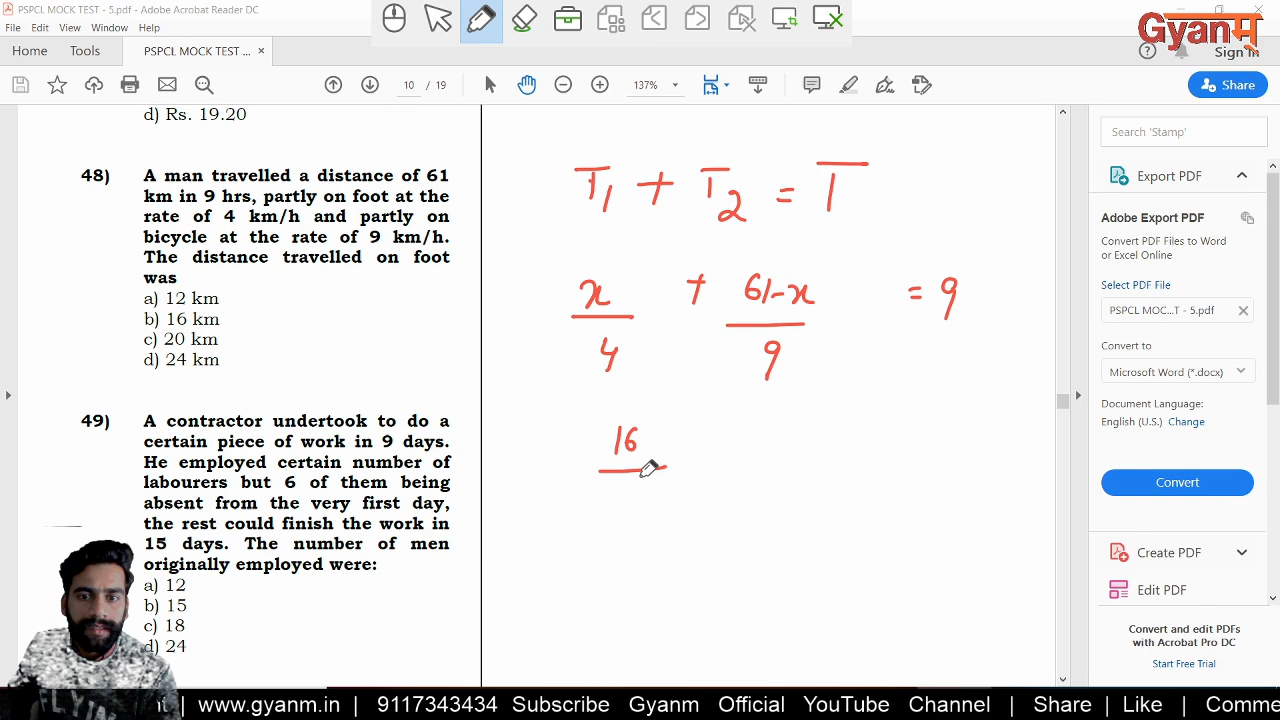 PSPCL MOCK TEST - 5.pdf - Adobe Acrobat Reader DC
File Edit View Window Help
Gyanम्
Home Tools PSPCL MOCK TEST ... ×
Sign In
10 / 19
137%
Share
d) Rs. 19.20
48) A man travelled a distance of 61
km in 9 hrs, partly on foot at the
rate of 4 km/h and partly on
bicycle at the rate of 9 km/h.
The distance travelled on foot
was
a) 12 km
b) 16 km
c) 20 km
d) 24 km
49) A contractor undertook to do a
certain piece of work in 9 days.
He employed certain number of
labourers but 6 of them being
absent from the very first day,
the rest could finish the work in
15 days. The number of men
originally employed were:
a) 12
b) 15
c) 18
d) 24
T1 + T2 = T
x + 61-x = 9
4 9
16
Search 'Stamp'
Export PDF
Adobe Export PDF
Convert PDF Files to Word
or Excel Online
Select PDF File
PSPCL MOC...T - 5.pdf
Convert to
Microsoft Word (*.docx)
Document Language:
English (U.S.) Change
Convert
Create PDF
Edit PDF
Convert and edit PDFs
with Acrobat Pro DC
Start Free Trial
| www.gyanm.in | 9117343434 Subscribe Gyanm Official YouTube Channel | Share | Like | Comme